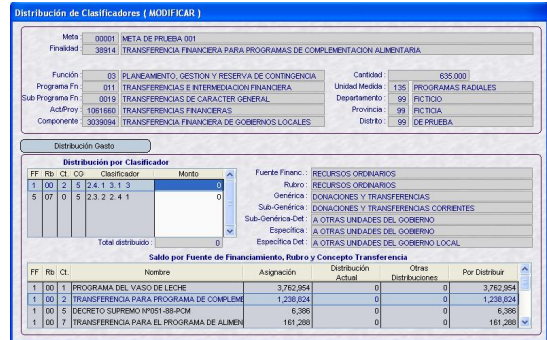 Distribución de Clasificadores ( MODIFICAR )
Meta : 00001 META DE PRUEBA 001
Finalidad : 38914 TRANSFERENCIA FINANCIERA PARA PROGRAMAS DE COMPLEMENTACION ALIMENTARIA
Función : 03 PLANEAMIENTO, GESTION Y RESERVA DE CONTINGENCIA Cantidad : 635.000
Programa Fn : 011 TRANSFERENCIAS E INTERMEDIACION FINANCIERA Unidad Medida : 135 PROGRAMAS RADIALES
Sub Programa Fn : 0019 TRANSFERENCIAS DE CARACTER GENERAL Departamento : 99 FICTICIO
Act/Proy : 1061660 TRANSFERENCIAS FINANCIERAS Provincia : 99 FICTICIA
Componente : 3039094 TRANSFERENCIA FINANCIERA DE GOBIERNOS LOCALES Distrito : 99 DE PRUEBA
Distribución Gasto
Distribución por Clasificador
FF Rb Ct. CG Clasificador Monto
1 00 2 5 2.4. 1 3. 1 3 0
5 07 0 5 2.3. 2 2. 4 1 0
Total distribuido : 0
Fuente Financ. : RECURSOS ORDINARIOS
Rubro : RECURSOS ORDINARIOS
Genérica : DONACIONES Y TRANSFERENCIAS
Sub-Genérica : DONACIONES Y TRANSFERENCIAS CORRIENTES
Sub-Genérica-Det : A OTRAS UNIDADES DEL GOBIERNO
Específica : A OTRAS UNIDADES DEL GOBIERNO
Específica Det : A OTRAS UNIDADES DEL GOBIERNO LOCAL
Saldo por Fuente de Financiamiento, Rubro y Concepto Transferencia
FF Rb Ct. Nombre Asignación Distribución Actual Otras Distribuciones Por Distribuir
1 00 1 PROGRAMA DEL VASO DE LECHE 3,762,954 0 0 3,762,954
1 00 2 TRANSFERENCIA PARA PROGRAMA DE COMPLEME 1,238,824 0 0 1,238,824
1 00 5 DECRETO SUPREMO Nº051-88-PCM 6,386 0 0 6,386
1 00 7 TRANSFERENCIA PARA EL PROGRAMA DE ALIMEN 161,288 0 0 161,288